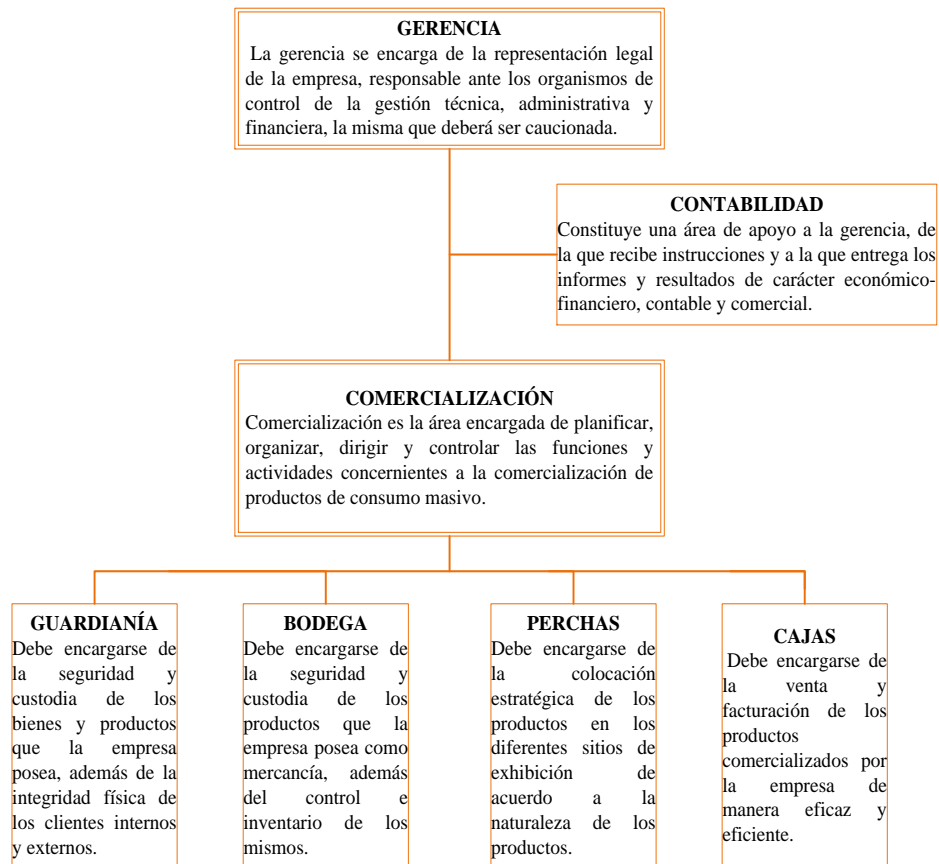 GERENCIA
La gerencia se encarga de la representación legal
de la empresa, responsable ante los organismos de
control de la gestión técnica, administrativa y
financiera, la misma que deberá ser caucionada.
CONTABILIDAD
Constituye una área de apoyo a la gerencia, de
la que recibe instrucciones y a la que entrega los
informes y resultados de carácter económico-
financiero, contable y comercial.
COMERCIALIZACIÓN
Comercialización es la área encargada de planificar,
organizar, dirigir y controlar las funciones y
actividades concernientes a la comercialización de
productos de consumo masivo.
GUARDIANÍA
Debe encargarse de
la seguridad y
custodia de los
bienes y productos
que la empresa
posea, además de la
integridad física de
los clientes internos
y externos.
BODEGA
Debe encargarse de
la seguridad y
custodia de los
productos que la
empresa posea como
mercancía, además
del control e
inventario de los
mismos.
PERCHAS
Debe encargarse de
la colocación
estratégica de los
productos en los
diferentes sitios de
exhibición de
acuerdo a la
naturaleza de los
productos.
CAJAS
Debe encargarse de
la venta y
facturación de los
productos
comercializados por
la empresa de
manera eficaz y
eficiente.